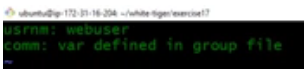 ubuntu@ip-172-31-16-204: ~/white-tiger/exercise17
usrnm: webuser
comm: var defined in group file
~